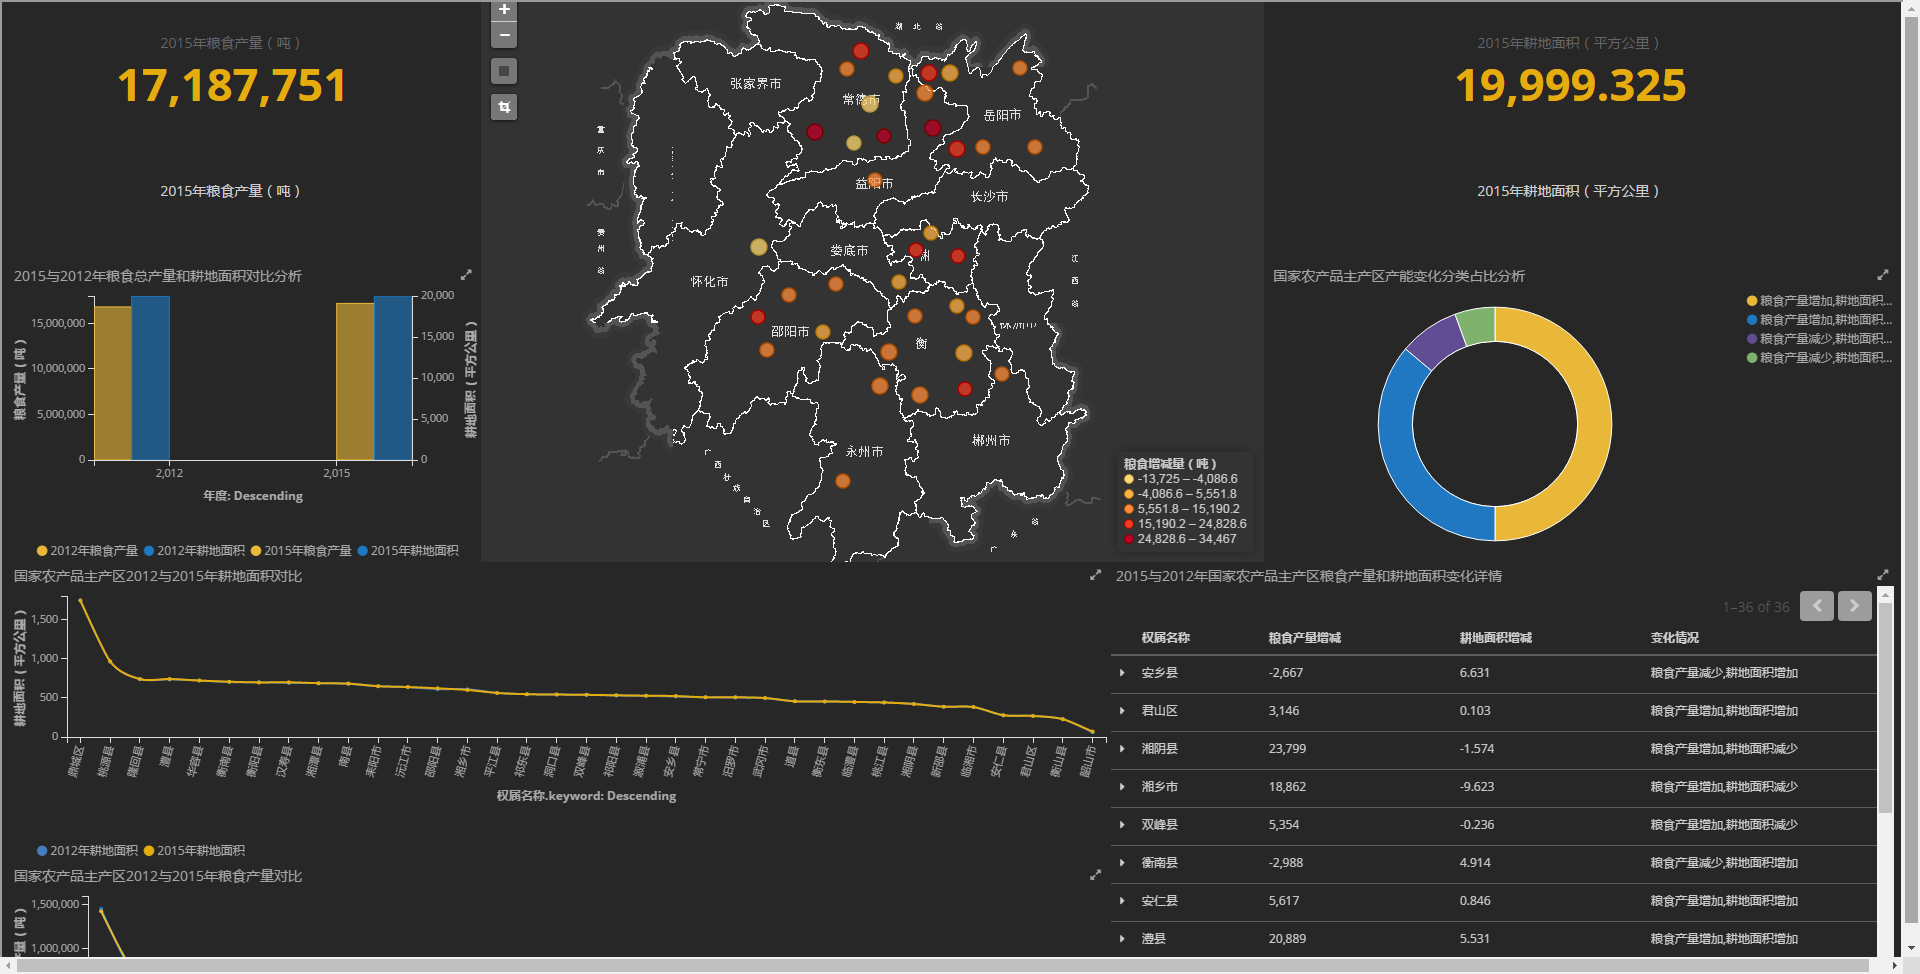 2015年粮食产量（吨）
17,187,751
2015年粮食产量（吨）
2015年耕地面积（平方公里）
19,999.325
2015年耕地面积（平方公里）
湖 北 省
张家界市
常德市
岳阳市
益阳市
长沙市
娄底市
怀化市
邵阳市
衡
永州市
郴州市
江
西
省
贵
州
省
广
西
壮
族
自
治
区
粮食增减量（吨）
-13,725 – -4,086.6
-4,086.6 – 5,551.8
5,551.8 – 15,190.2
15,190.2 – 24,828.6
24,828.6 – 34,467
2015与2012年粮食总产量和耕地面积对比分析
粮食产量（吨）
15,000,000
10,000,000
5,000,000
0
20,000
15,000
10,000
5,000
0
耕地面积（平方公里）
2,012
2,015
年度: Descending
2012年粮食产量
2012年耕地面积
2015年粮食产量
2015年耕地面积
国家农产品主产区产能变化分类占比分析
粮食产量增加,耕地面积...
粮食产量增加,耕地面积...
粮食产量减少,耕地面积...
粮食产量减少,耕地面积...
国家农产品主产区2012与2015年耕地面积对比
耕地面积（平方公里）
1,500
1,000
500
0
鼎城区 桃源县 隆回县 澧县 华容县 衡南县 衡阳县 汉寿县 湘潭县 南县 耒阳市 沅江市 邵阳县 湘乡市 平江县 祁东县 洞口县 双峰县 祁阳县 溆浦县 安乡县 常宁市 汨罗市 武冈市 道县 衡东县 临澧县 桃江县 湘阴县 新邵县 临湘市 安仁县 君山区 衡山县 韶山市
权属名称.keyword: Descending
2012年耕地面积
2015年耕地面积
国家农产品主产区2012与2015年粮食产量对比
1,500,000
1,000,000
2015与2012年国家农产品主产区粮食产量和耕地面积变化详情
1–36 of 36
权属名称 粮食产量增减 耕地面积增减 变化情况
安乡县 -2,667 6.631 粮食产量减少,耕地面积增加
君山区 3,146 0.103 粮食产量增加,耕地面积增加
湘阴县 23,799 -1.574 粮食产量增加,耕地面积减少
湘乡市 18,862 -9.623 粮食产量增加,耕地面积减少
双峰县 5,354 -0.236 粮食产量增加,耕地面积减少
衡南县 -2,988 4.914 粮食产量减少,耕地面积增加
安仁县 5,617 0.846 粮食产量增加,耕地面积增加
澧县 20,889 5.531 粮食产量增加,耕地面积增加